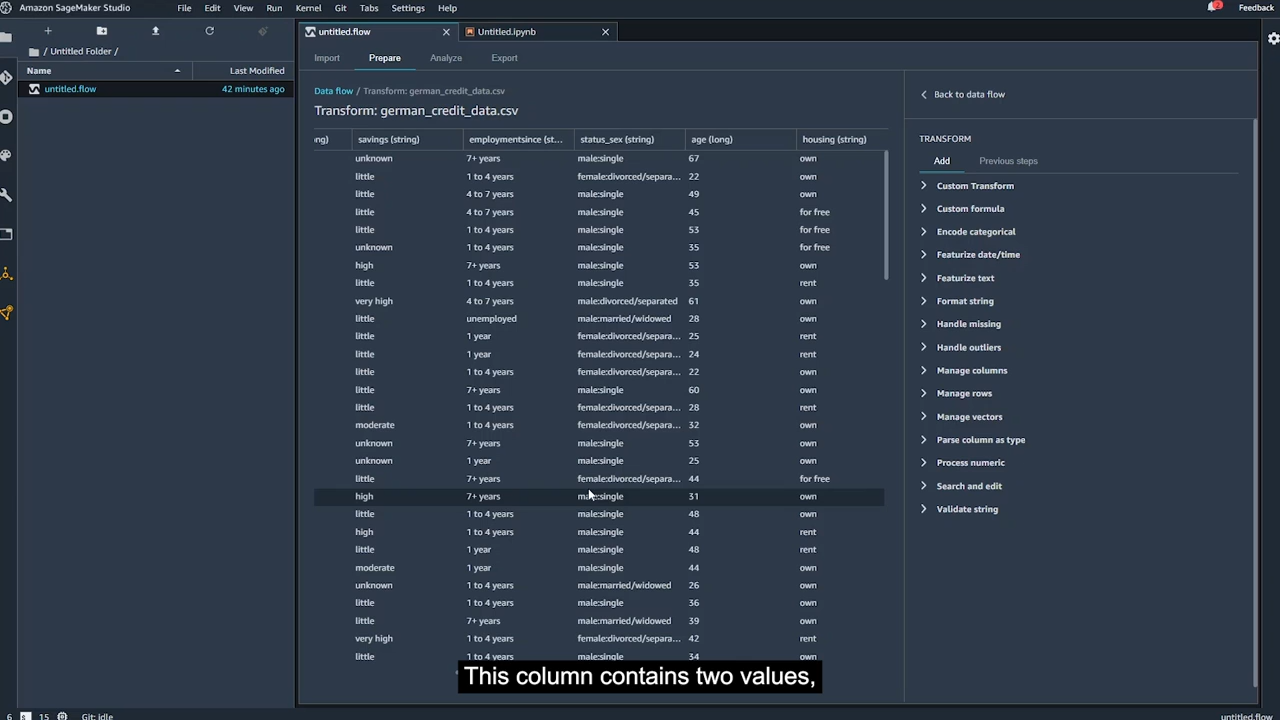 Amazon SageMaker Studio File Edit View Run Kernel Git Tabs Settings Help Feedback
untitled.flow Untitled.ipynb
/ Untitled Folder /
Name Last Modified
untitled.flow 42 minutes ago
Import Prepare Analyze Export
Data flow / Transform: german_credit_data.csv
Transform: german_credit_data.csv
ong) savings (string) employmentsince (st... status_sex (string) age (long) housing (string)
unknown 7+ years male:single 67 own
little 1 to 4 years female:divorced/separa... 22 own
little 4 to 7 years male:single 49 own
little 4 to 7 years male:single 45 for free
little 1 to 4 years male:single 53 for free
unknown 1 to 4 years male:single 35 for free
high 7+ years male:single 53 own
little 1 to 4 years male:single 35 rent
very high 4 to 7 years male:divorced/separated 61 own
little unemployed male:married/widowed 28 own
little 1 year female:divorced/separa... 25 rent
little 1 year female:divorced/separa... 24 rent
little 1 to 4 years female:divorced/separa... 22 own
little 7+ years male:single 60 own
little 1 to 4 years female:divorced/separa... 28 rent
moderate 1 to 4 years female:divorced/separa... 32 own
unknown 7+ years male:single 53 own
unknown 1 year male:single 25 own
little 7+ years female:divorced/separa... 44 for free
high 7+ years male:single 31 own
little 1 to 4 years male:single 48 own
high 1 to 4 years male:single 44 rent
little 1 year male:single 48 rent
moderate 1 year male:single 44 own
unknown 1 to 4 years male:married/widowed 26 own
little 1 to 4 years male:single 36 own
little 7+ years male:married/widowed 39 own
very high 1 to 4 years female:divorced/separa... 42 rent
little 1 to 4 years male:single 34 own
Back to data flow
TRANSFORM
Add Previous steps
Custom Transform
Custom formula
Encode categorical
Featurize date/time
Featurize text
Format string
Handle missing
Handle outliers
Manage columns
Manage rows
Manage vectors
Parse column as type
Process numeric
Search and edit
Validate string
This column contains two values,
6 15 Git: idle untitled.flow